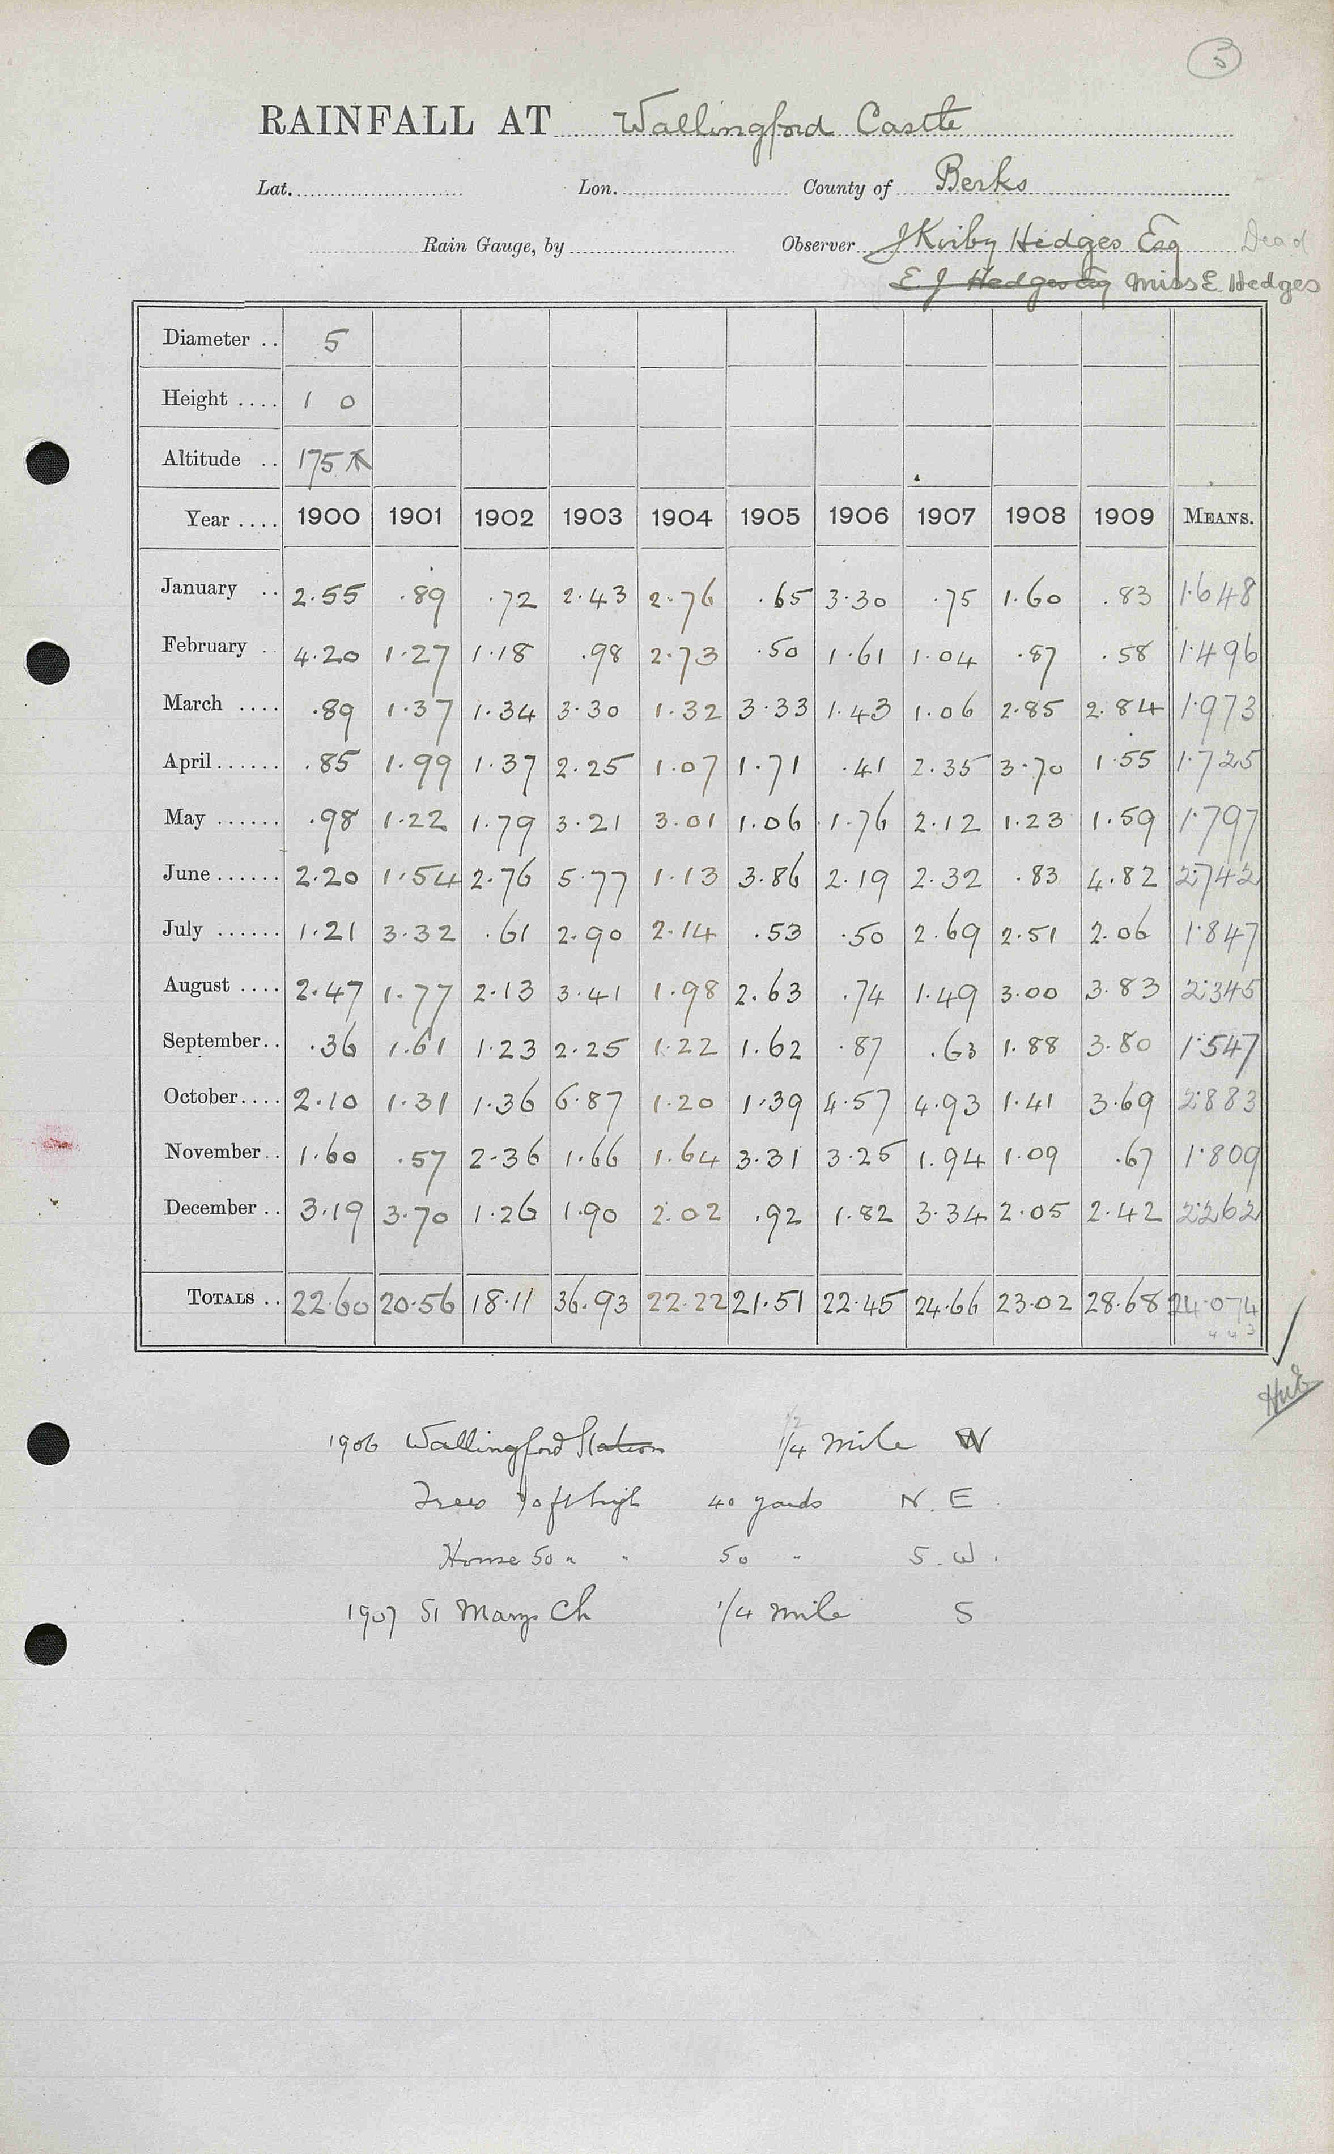 5
RAINFALL AT Wallingford Castle
Lat. Lon. County of Berks
Rain Gauge, by Observer J Kirby Hedges Esq Dead
E J Hedges Esq Miss E Hedges
Diameter .. 5
Height .... 1 0
Altitude .. 175
Year .... 1900 1901 1902 1903 1904 1905 1906 1907 1908 1909 MEANS.
January .. 2.55 .89 .72 2.43 2.76 .65 3.30 .75 1.60 .83 1.648
February .. 4.20 1.27 1.18 .98 2.73 .50 1.61 1.04 .87 .58 1.496
March .... .89 1.37 1.34 3.30 1.32 3.33 1.43 1.06 2.85 2.84 1.973
April ...... .85 1.99 1.37 2.25 1.07 1.71 .41 2.35 3.70 1.55 1.725
May ...... .98 1.22 1.79 3.21 3.01 1.06 1.76 2.12 1.23 1.59 1.797
June ...... 2.20 1.54 2.76 5.77 1.13 3.86 2.19 2.32 .83 4.82 2.742
July ...... 1.21 3.32 .61 2.90 2.14 .53 .50 2.69 2.51 2.06 1.847
August .... 2.47 1.77 2.13 3.41 1.98 2.63 .74 1.49 3.00 3.83 2.345
September.. .36 1.61 1.23 2.25 1.22 1.62 .87 .63 1.88 3.80 1.547
October.... 2.10 1.31 1.36 6.87 1.20 1.39 4.57 4.93 1.41 3.69 2.883
November.. 1.60 .57 2.36 1.66 1.64 3.31 3.25 1.94 1.09 .67 1.809
December .. 3.19 3.70 1.26 1.90 2.02 .92 1.82 3.34 2.05 2.42 2.262
TOTALS .. 22.60 20.56 18.11 36.93 22.22 21.51 22.45 24.66 23.02 28.68 24.074
1/2
1906 Wallingford Station 1/4 mile W
Trees 70 ft high 40 yards N. E.
House 50 " " 50 " S. W.
1907 St Marys Ch 1/4 mile S